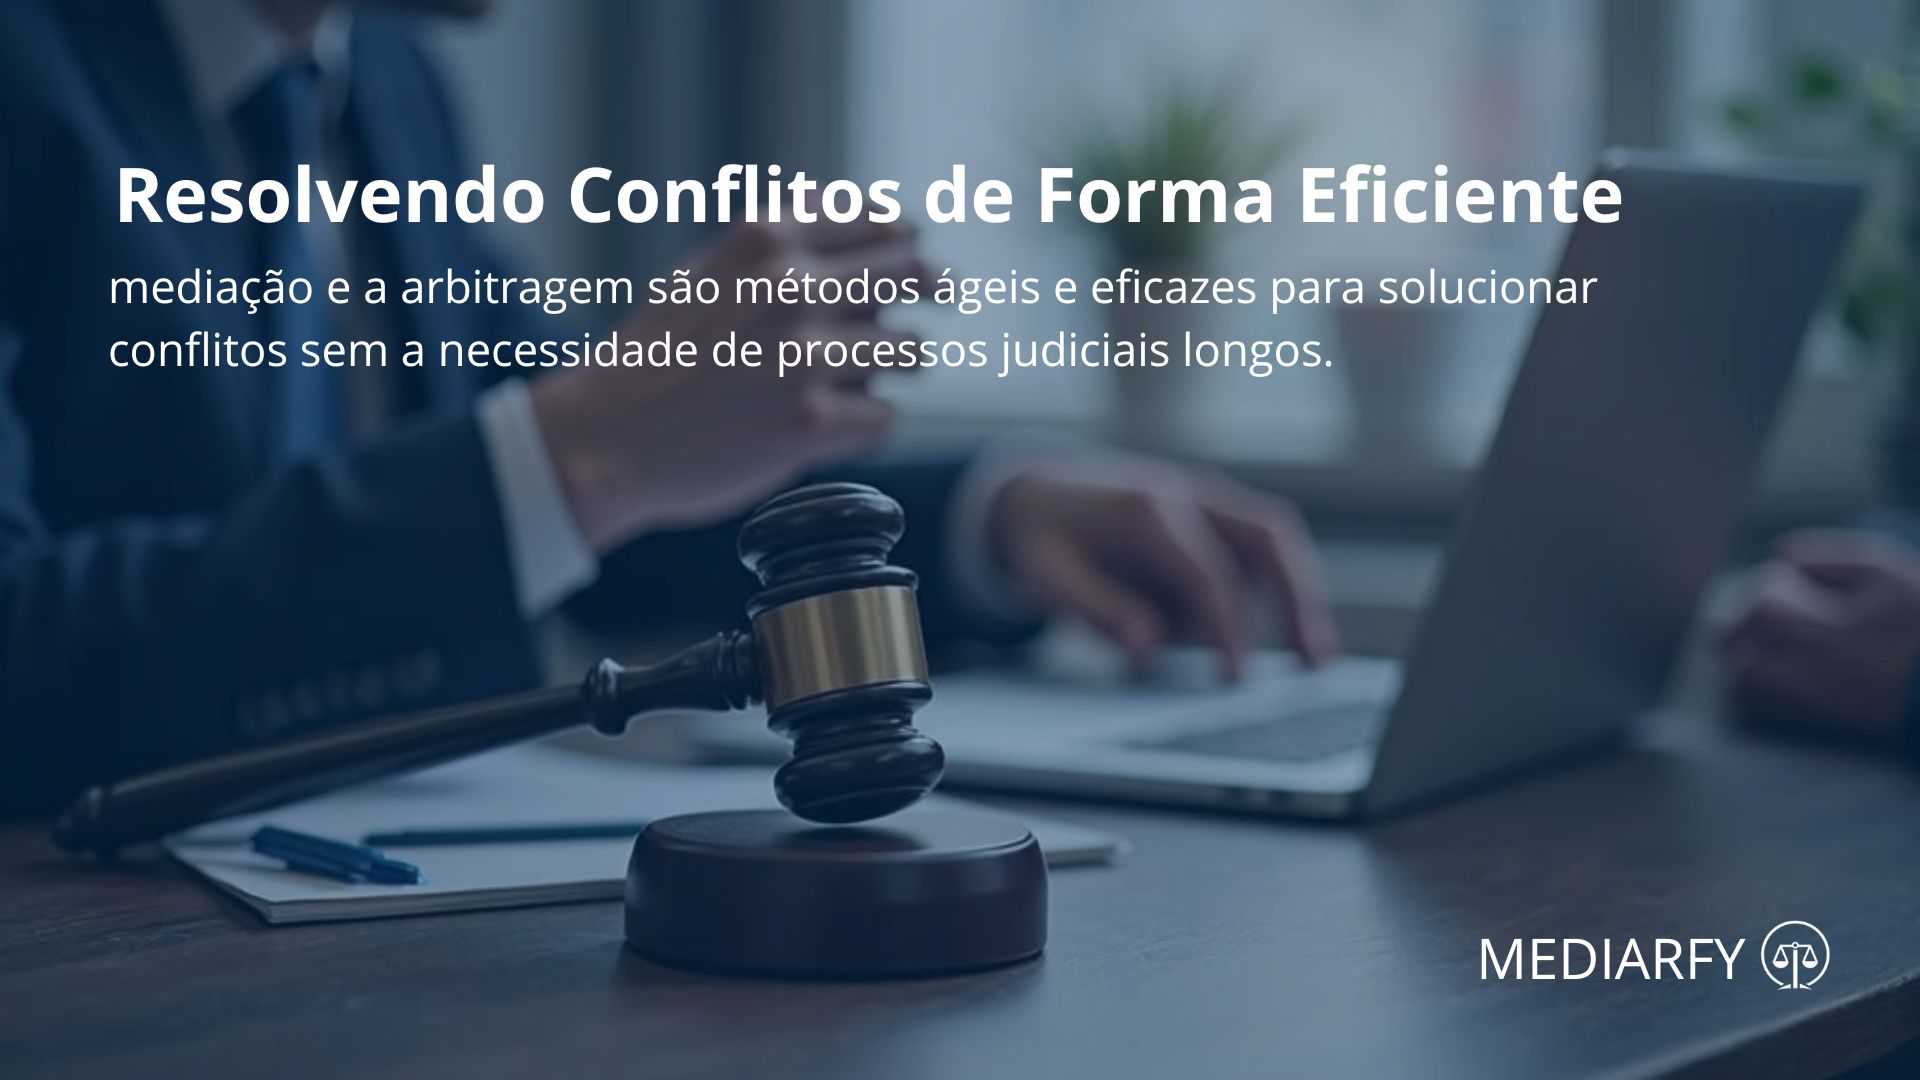 Resolvendo Conflitos de Forma Eficiente
mediação e a arbitragem são métodos ágeis e eficazes para solucionar
conflitos sem a necessidade de processos judiciais longos.
MEDIARFY